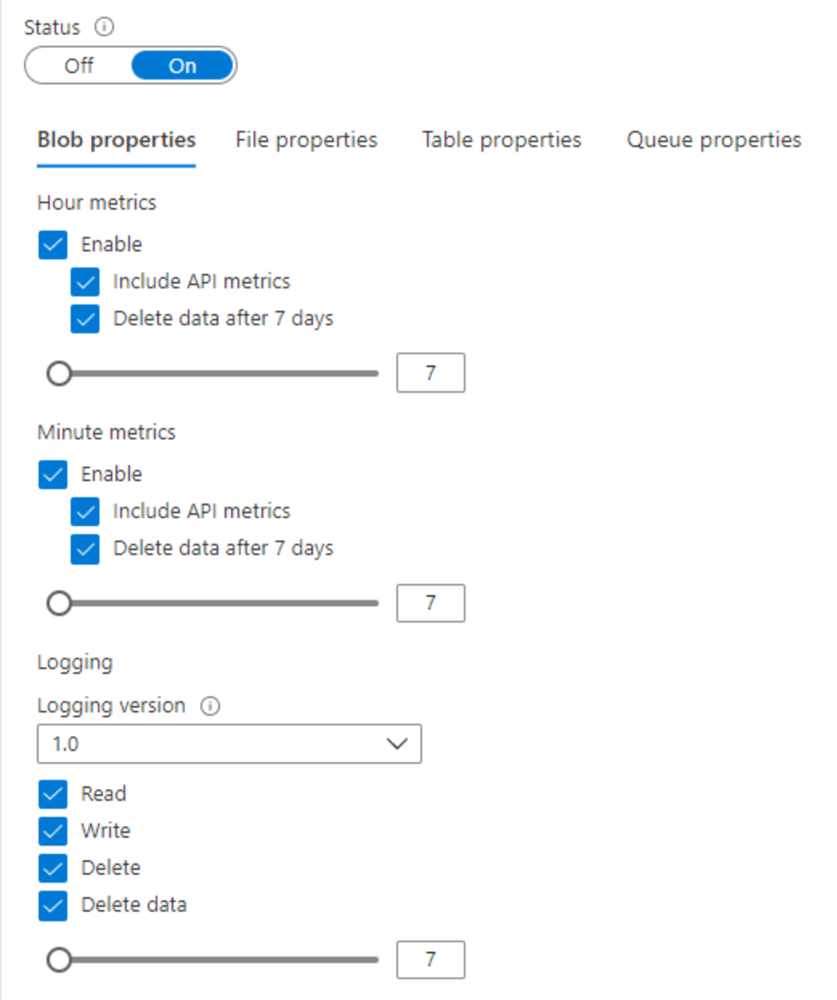 Status
Off On
Blob properties File properties Table properties Queue properties
Hour metrics
Enable
Include API metrics
Delete data after 7 days
7
Minute metrics
Enable
Include API metrics
Delete data after 7 days
7
Logging
Logging version
1.0
Read
Write
Delete
Delete data
7